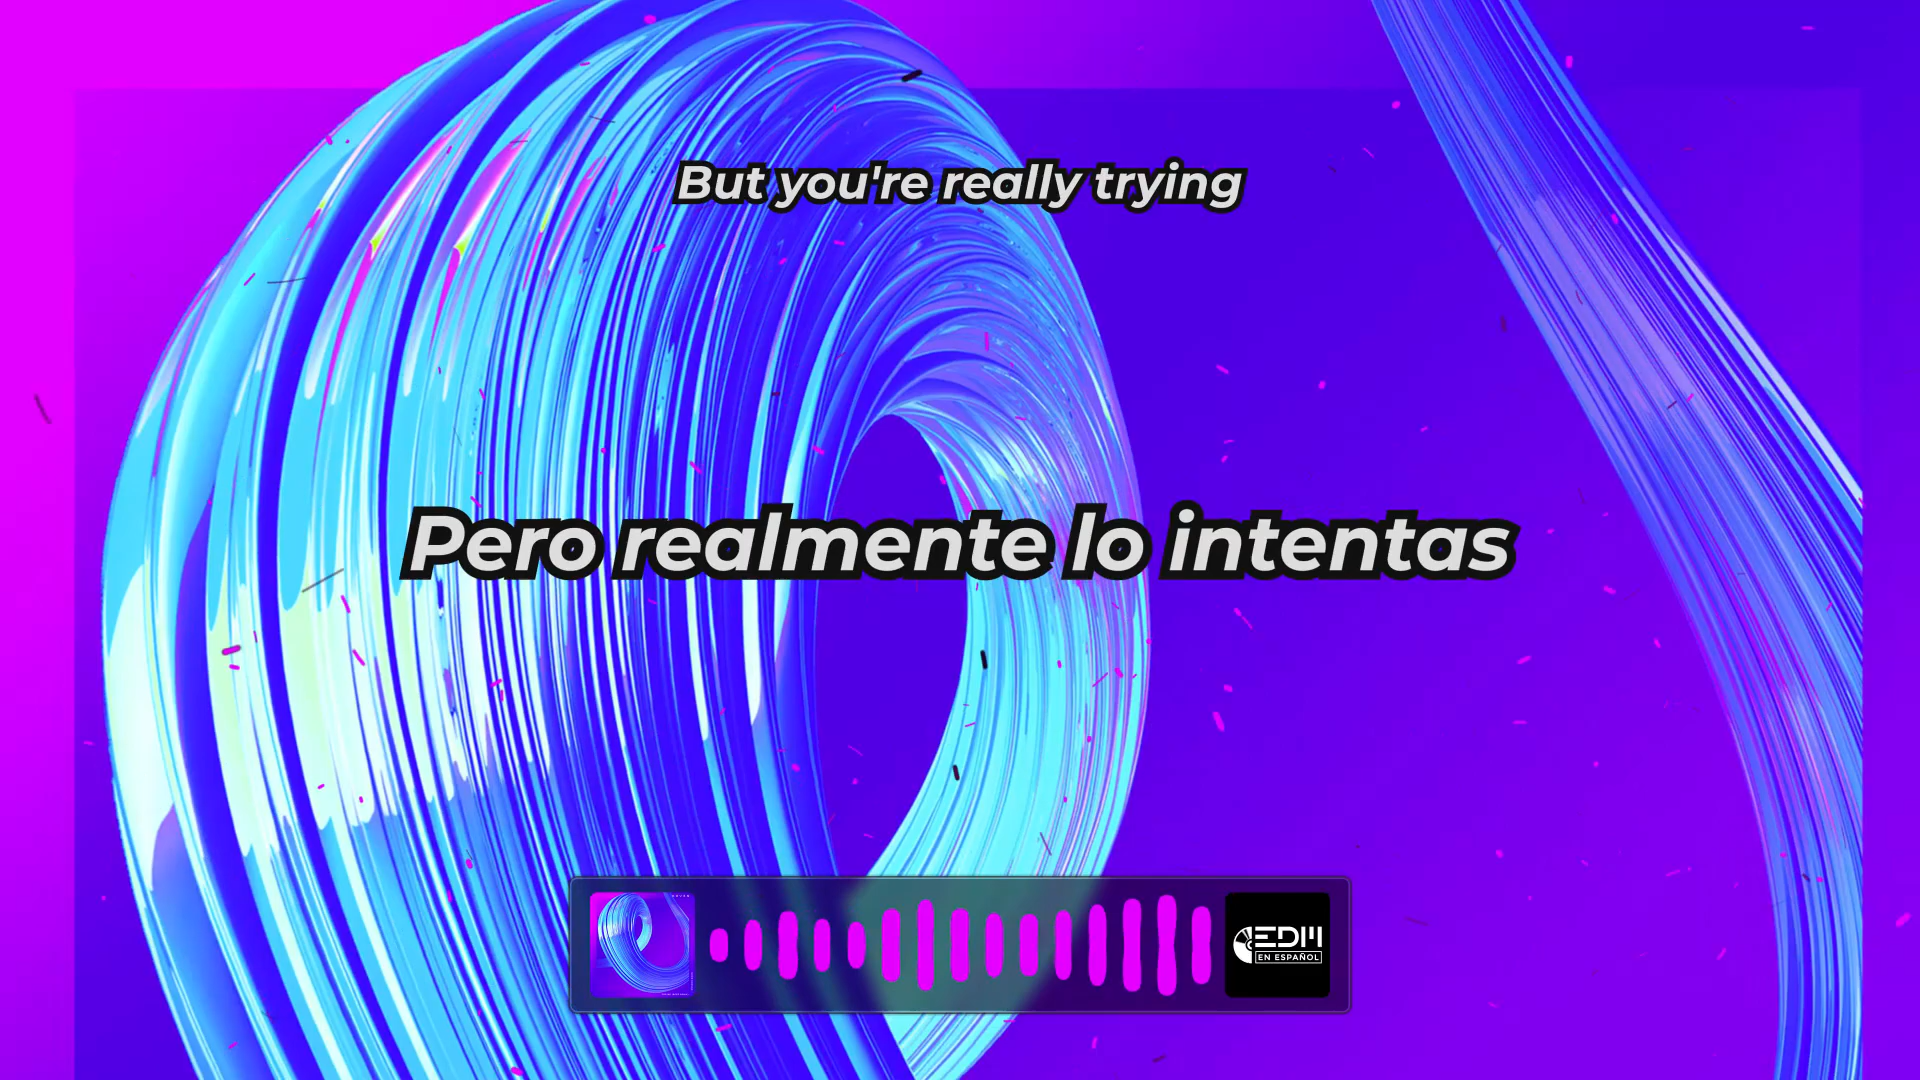 But you're really trying
Pero realmente lo intentas
EDM
EN ESPAÑOL